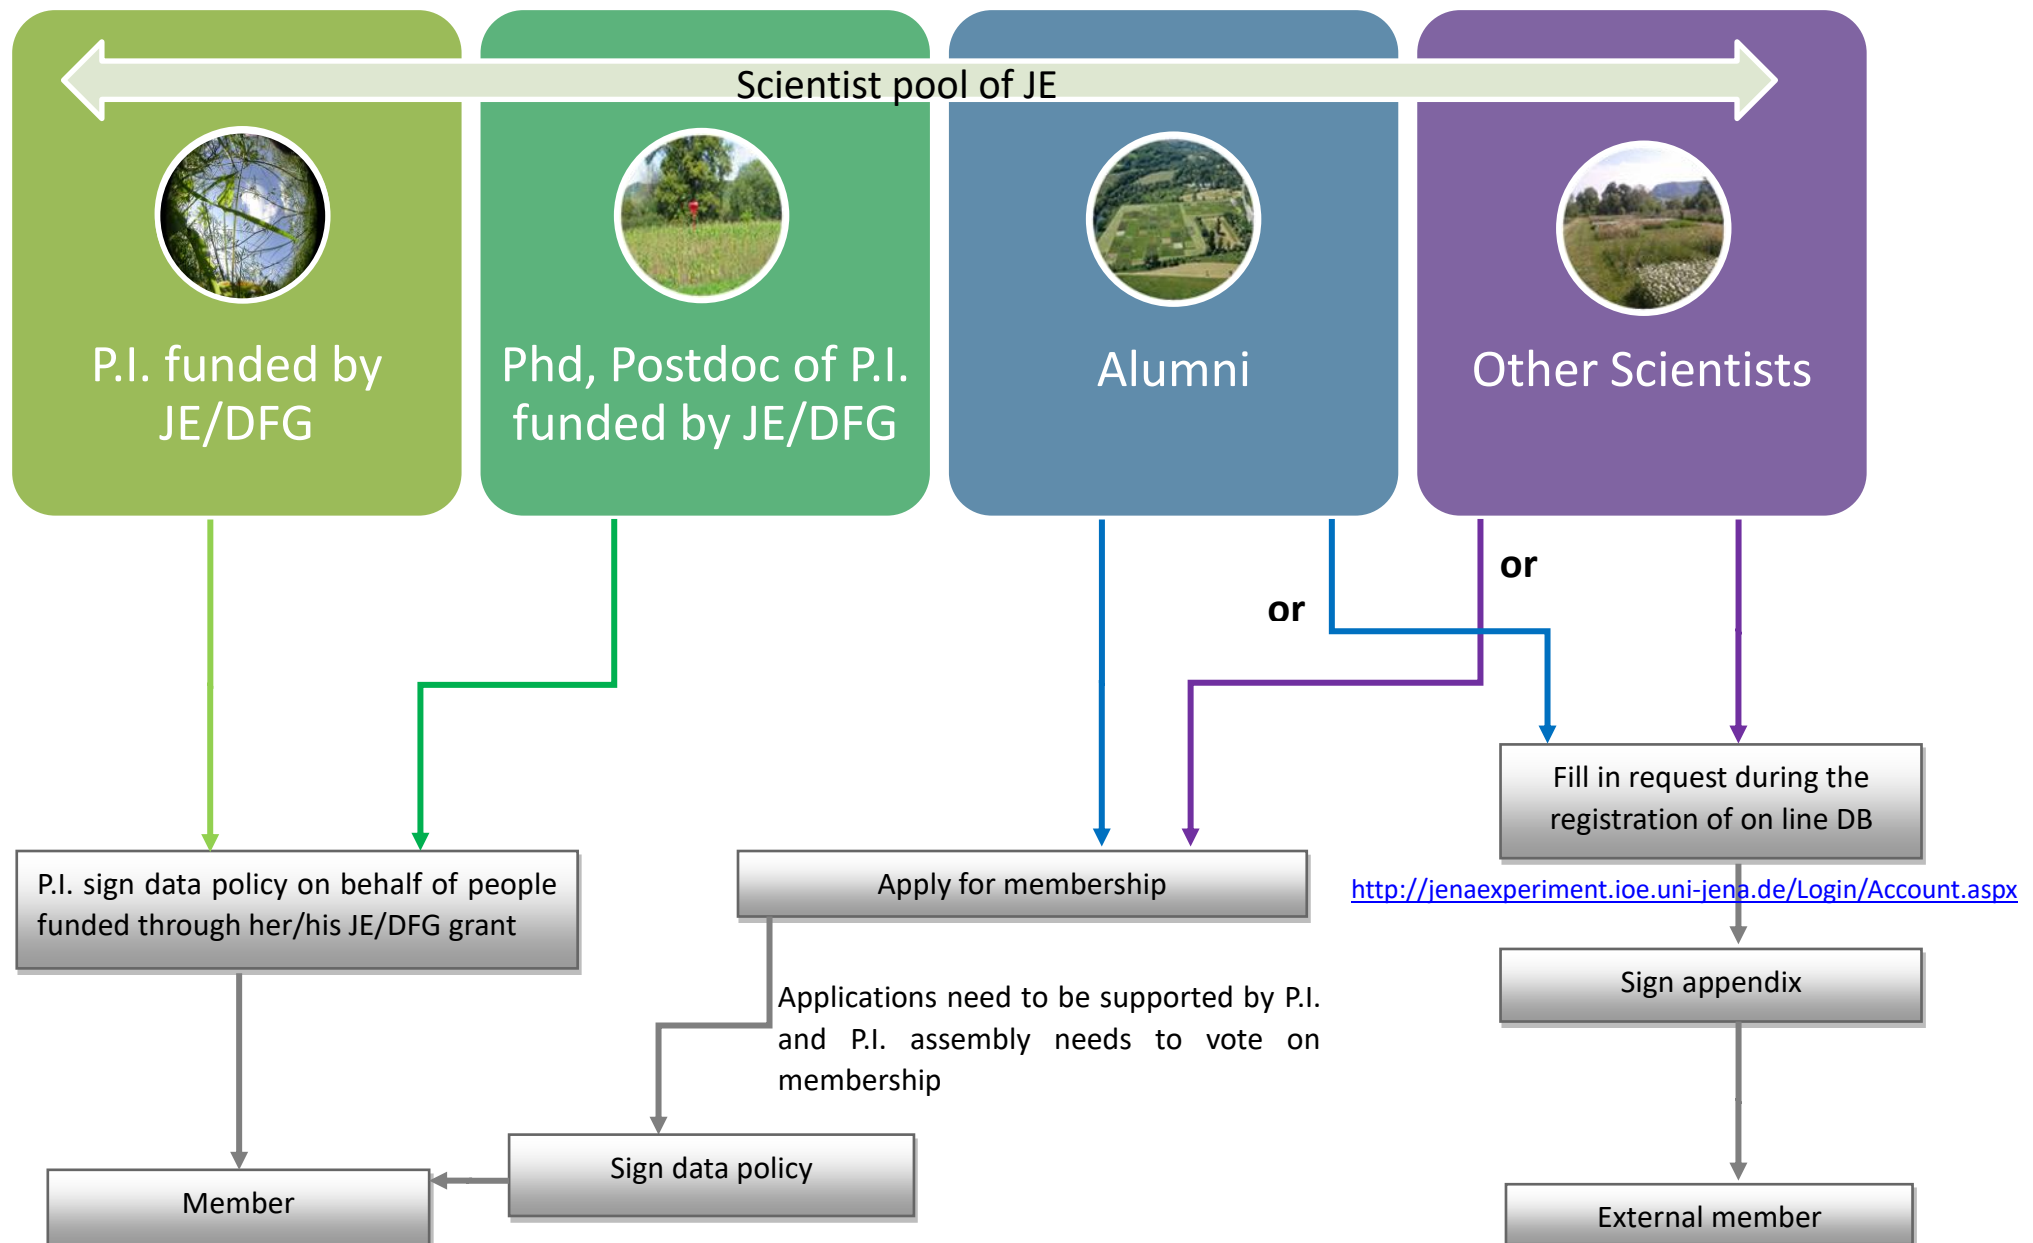 Scientist pool of JE
P.I. funded by
JE/DFG
Phd, Postdoc of P.I.
funded by JE/DFG
Alumni
Other Scientists
or
or
Fill in request during the
registration of on line DB
http://jenaexperiment.ioe.uni-jena.de/Login/Account.aspx
P.I. sign data policy on behalf of people
funded through her/his JE/DFG grant
Apply for membership
Sign appendix
Applications need to be supported by P.I.
and P.I. assembly needs to vote on
membership
Sign data policy
Member
External member